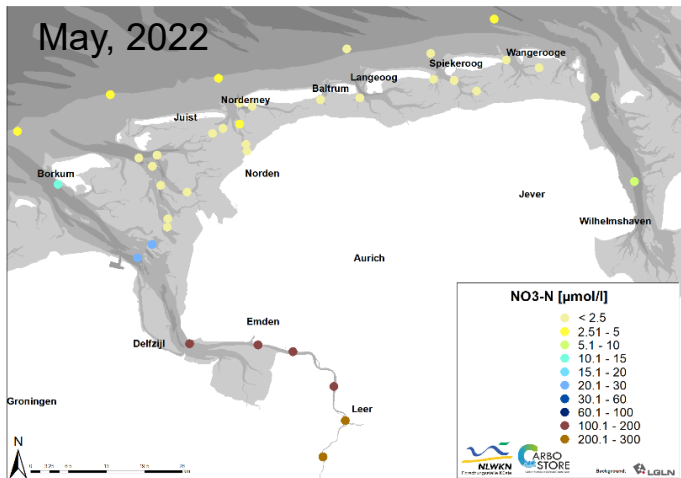 May, 2022
Wangerooge
Spiekeroog
Langeoog
Baltrum
Norderney
Juist
Borkum
Norden
Jever
Wilhelmshaven
Aurich
Emden
Delfzijl
Groningen
Leer
NO3-N [µmol/l]
< 2.5
2.51 - 5
5.1 - 10
10.1 - 15
15.1 - 20
20.1 - 30
30.1 - 60
60.1 - 100
100.1 - 200
200.1 - 300
N
NLWKN
Forschungsstelle Küste
CARBO
STORE
Background:
LGLN